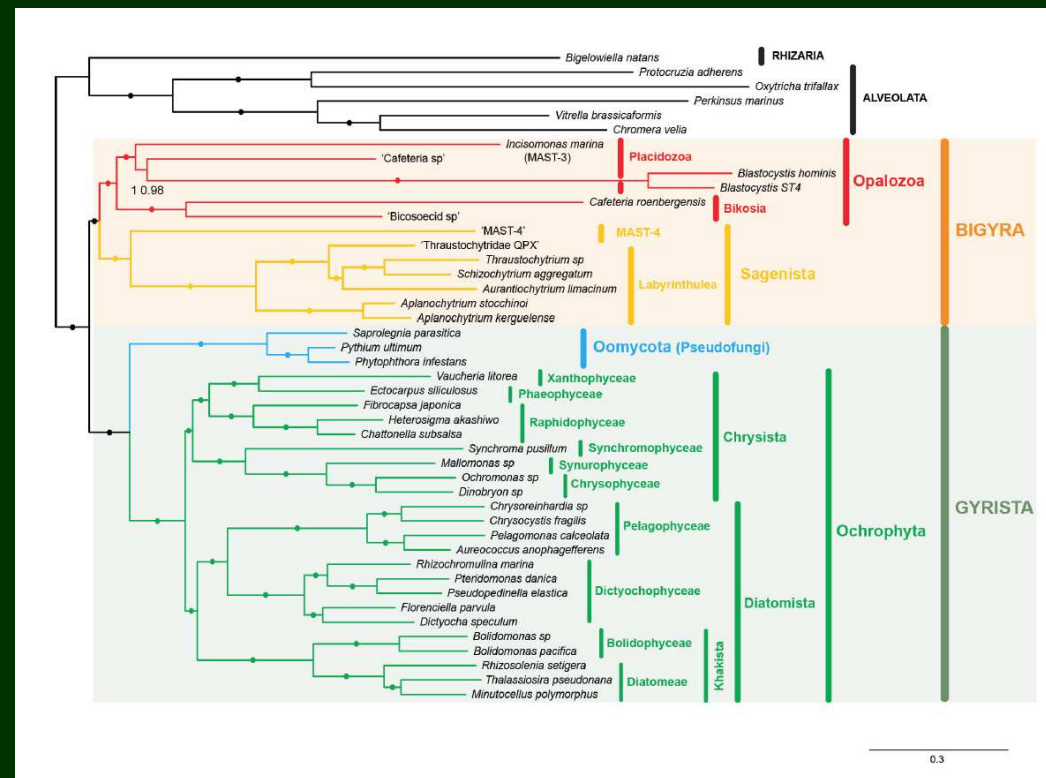 Bigelowiella natans
RHIZARIA
Protocruzia adherens
Oxytricha trifallax
Perkinsus marinus
ALVEOLATA
Vitrella brassicaformis
Chromera velia
Incisomonas marina
'Cafeteria sp'
(MAST-3)
Placidozoa
Blastocystis hominis
Blastocystis ST4
Opalozoa
1 0.98
Cafeteria roenbergensis
Bikosia
'Bicosoecid sp'
BIGYRA
'MAST-4'
MAST-4
'Thraustochytridae QPX'
Thraustochytrium sp
Schizochytrium aggregatum
Sagenista
Labyrinthulea
Aurantiochytrium limacinum
Aplanochytrium stocchinoi
Aplanochytrium kerguelense
Saprolegnia parasitica
Pythium ultimum
Oomycota (Pseudofungi)
Phytophthora infestans
Vaucheria litorea
Xanthophyceae
Ectocarpus siliculosus
Phaeophyceae
Fibrocapsa japonica
Heterosigma akashiwo
Raphidophyceae
Chattonella subsalsa
Chrysista
Synchroma pusillum
Synchromophyceae
Mallomonas sp
Synurophyceae
Ochromonas sp
Chrysophyceae
Dinobryon sp
Chrysoreinhardia sp
GYRISTA
Chrysocystis fragilis
Pelagophyceae
Ochrophyta
Pelagomonas calceolata
Aureococcus anophagefferens
Rhizochromulina marina
Pteridomonas danica
Pseudopedinella elastica
Dictyochophyceae
Diatomista
Florenciella parvula
Dictyocha speculum
Bolidomonas sp
Bolidophyceae
Bolidomonas pacifica
Khakista
Rhizosolenia setigera
Thalassiosira pseudonana
Diatomeae
Minutocellus polymorphus
0.3